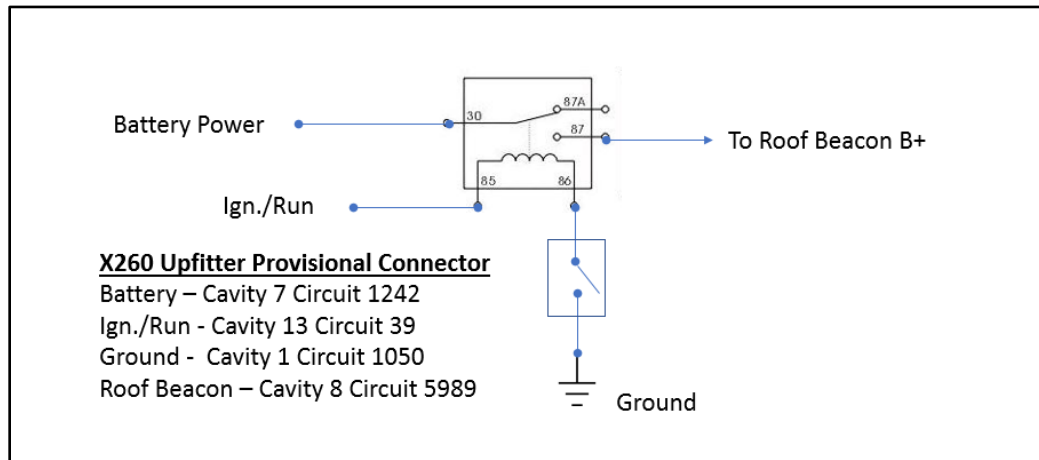 87A
30
Battery Power
87
To Roof Beacon B+
85
86
Ign./Run
X260 Upfitter Provisional Connector
Battery – Cavity 7 Circuit 1242
Ign./Run - Cavity 13 Circuit 39
Ground -  Cavity 1 Circuit 1050
Roof Beacon – Cavity 8 Circuit 5989
Ground